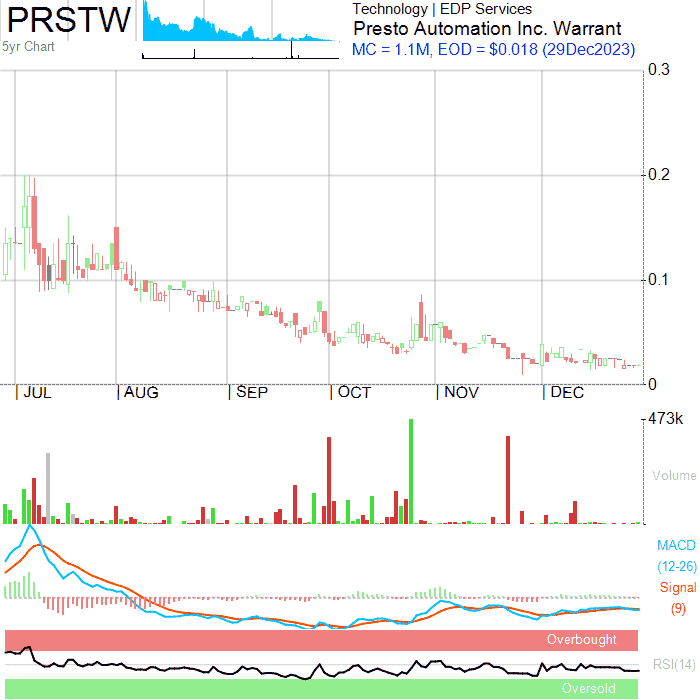 PRSTW
5yr Chart
Technology | EDP Services
Presto Automation Inc. Warrant
MC = 1.1M, EOD = $0.018 (29Dec2023)
0.3
0.2
0.1
0
JUL AUG SEP OCT NOV DEC
473k
Volume
MACD
(12-26)
Signal
(9)
Overbought
RSI(14)
Oversold